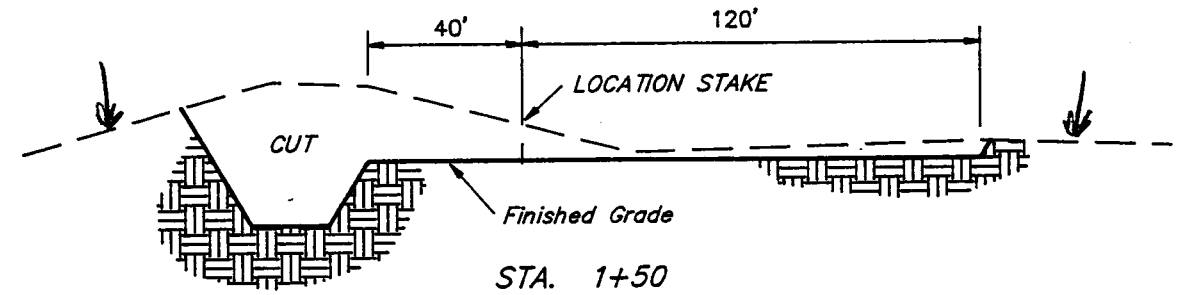 40' 120'
LOCATION STAKE
CUT
Finished Grade
STA. 1+50